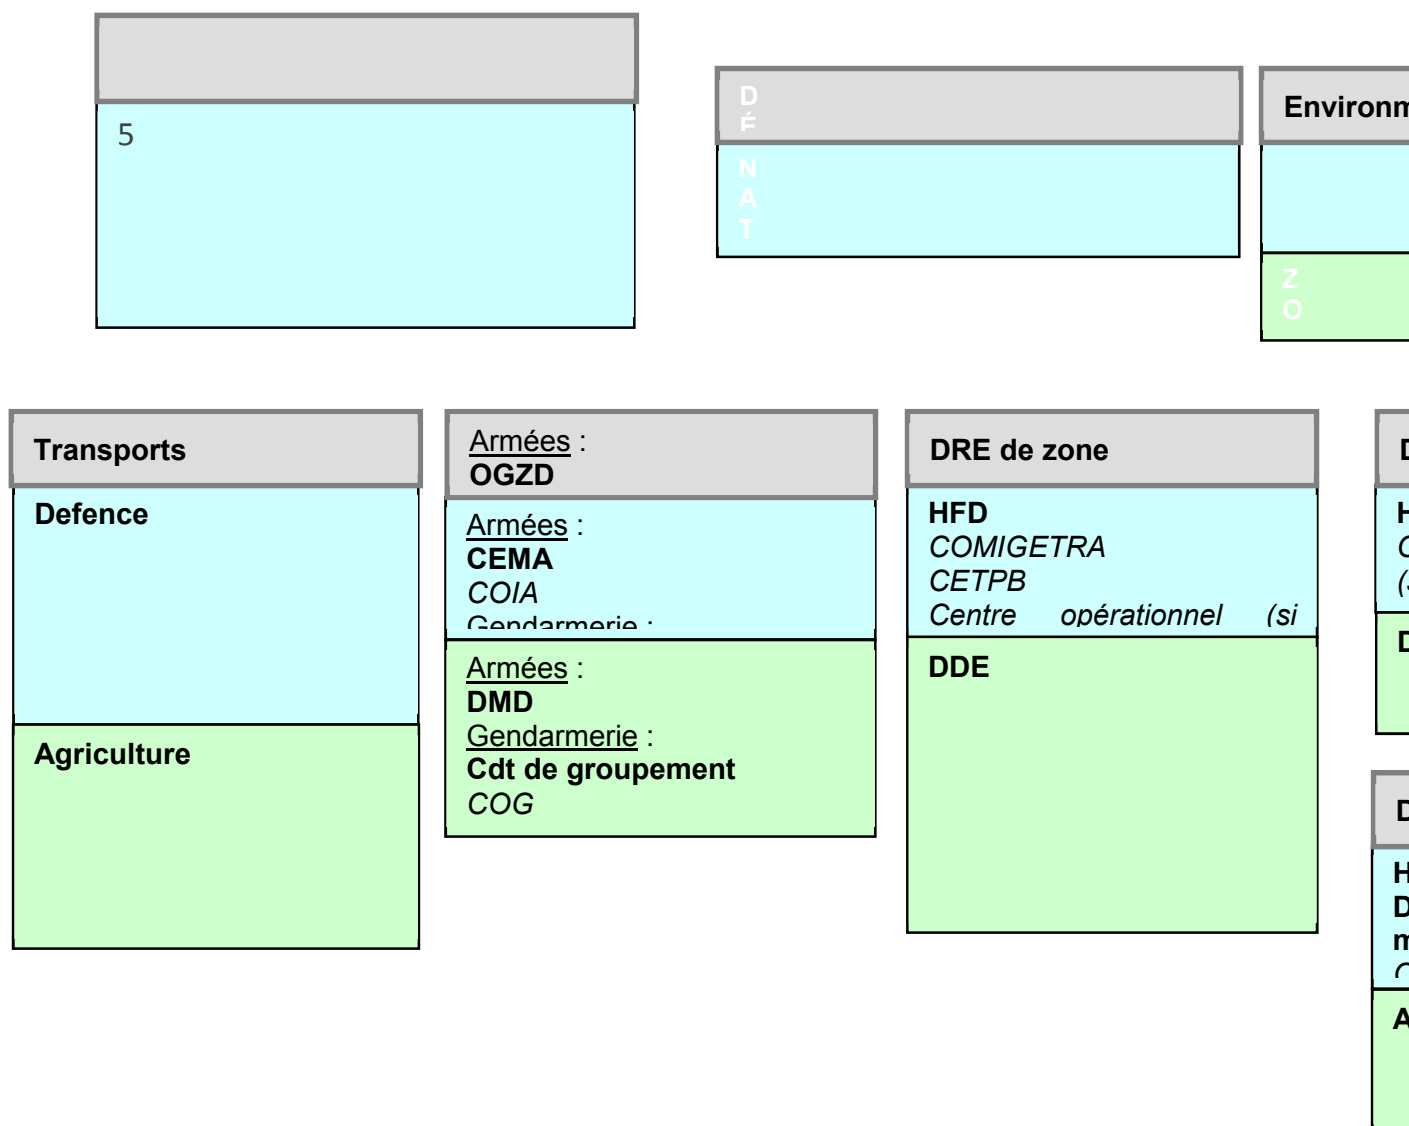 5
D
É
N
A
T
Z
O
Transports
Defence
Agriculture
Armées :
OGZD
Armées :
CEMA
COIA
Gendarmerie :
Armées :
DMD
Gendarmerie :
Cdt de groupement
COG
DRE de zone
HFD
COMIGETRA
CETPB
Centre opérationnel (si
DDE